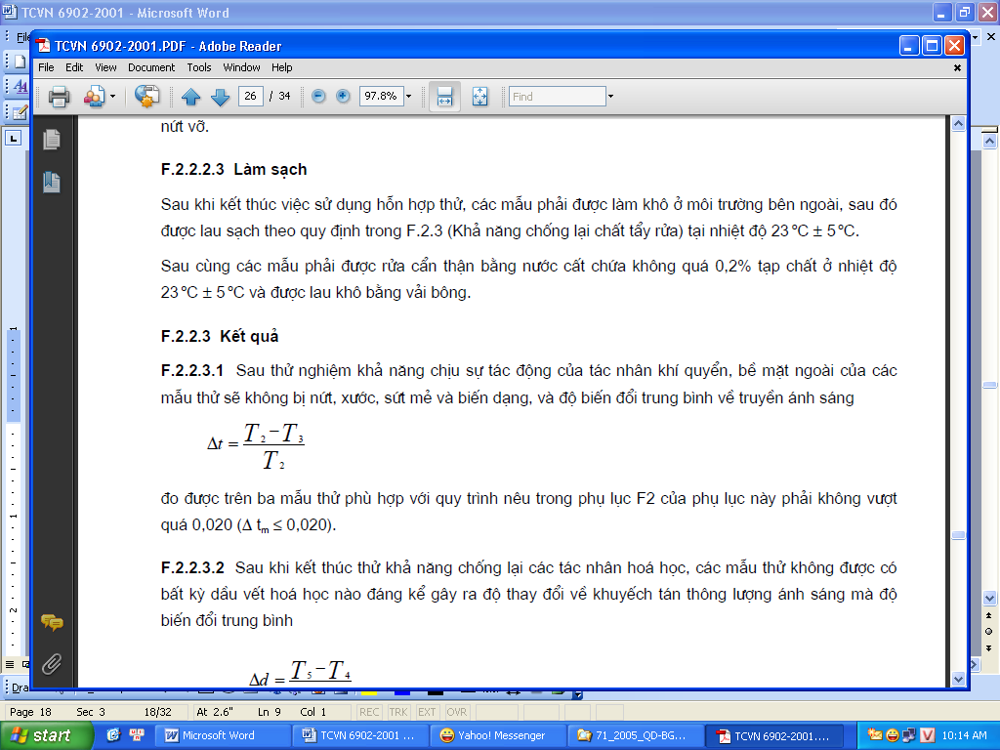 TCVN 6902-2001 - Microsoft Word
TCVN 6902-2001.PDF - Adobe Reader
File Edit View Document Tools Window Help
26 / 34 97.8% Find
nứt vỡ.
F.2.2.2.3 Làm sạch
Sau khi kết thúc việc sử dụng hỗn hợp thử, các mẫu phải được làm khô ở môi trường bên ngoài, sau đó
được lau sạch theo quy định trong F.2.3 (Khả năng chống lại chất tẩy rửa) tại nhiệt độ 23 °C ± 5 °C.
Sau cùng các mẫu phải được rửa cẩn thận bằng nước cất chứa không quá 0,2% tạp chất ở nhiệt độ
23 °C ± 5 °C và được lau khô bằng vải bông.
F.2.2.3 Kết quả
F.2.2.3.1 Sau thử nghiệm khả năng chịu sự tác động của tác nhân khí quyển, bề mặt ngoài của các
mẫu thử sẽ không bị nứt, xước, sứt mẻ và biến dạng, và độ biến đổi trung bình về truyền ánh sáng
Δt = (T2 − T3) / T2
đo được trên ba mẫu thử phù hợp với quy trình nêu trong phụ lục F2 của phụ lục này phải không vượt
quá 0,020 (Δ tm ≤ 0,020).
F.2.2.3.2 Sau khi kết thúc thử khả năng chống lại các tác nhân hoá học, các mẫu thử không được có
bất kỳ dầu vết hoá học nào đáng kể gây ra độ thay đổi về khuyếch tán thông lượng ánh sáng mà độ
biến đổi trung bình
Δd = T5 − T4
Page 18 Sec 3 18/32 At 2.6" Ln 9 Col 1 REC TRK EXT OVR
start Microsoft Word TCVN 6902-2001 ... Yahoo! Messenger 71_2005_QD-BG... TCVN 6902-2001.... 10:14 AM